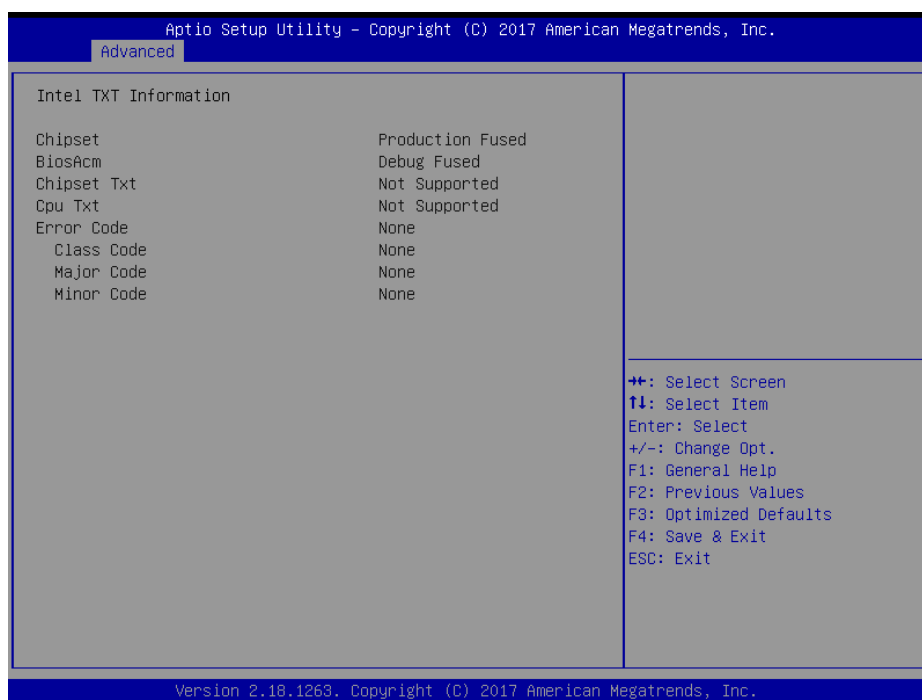 Aptio Setup Utility – Copyright (C) 2017 American Megatrends, Inc.
Advanced
Intel TXT Information
Chipset Production Fused
BiosAcm Debug Fused
Chipset Txt Not Supported
Cpu Txt Not Supported
Error Code None
Class Code None
Major Code None
Minor Code None
→←: Select Screen
↑↓: Select Item
Enter: Select
+/-: Change Opt.
F1: General Help
F2: Previous Values
F3: Optimized Defaults
F4: Save & Exit
ESC: Exit
Version 2.18.1263. Copyright (C) 2017 American Megatrends, Inc.